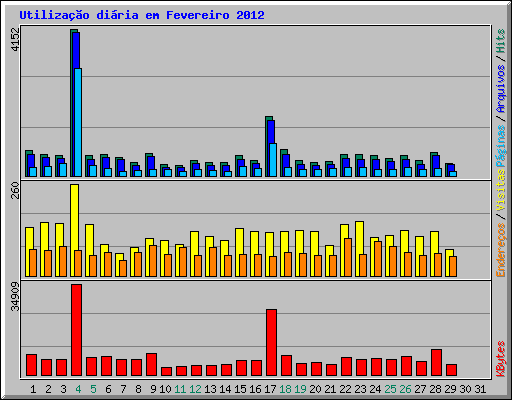 Utilização diária em Fevereiro 2012
4152
260
34909
Endereços / Visitas Páginas / Arquivos / Hits
KBytes
1 2 3 4 5 6 7 8 9 10 11 12 13 14 15 16 17 18 19 20 21 22 23 24 25 26 27 28 29 30 31